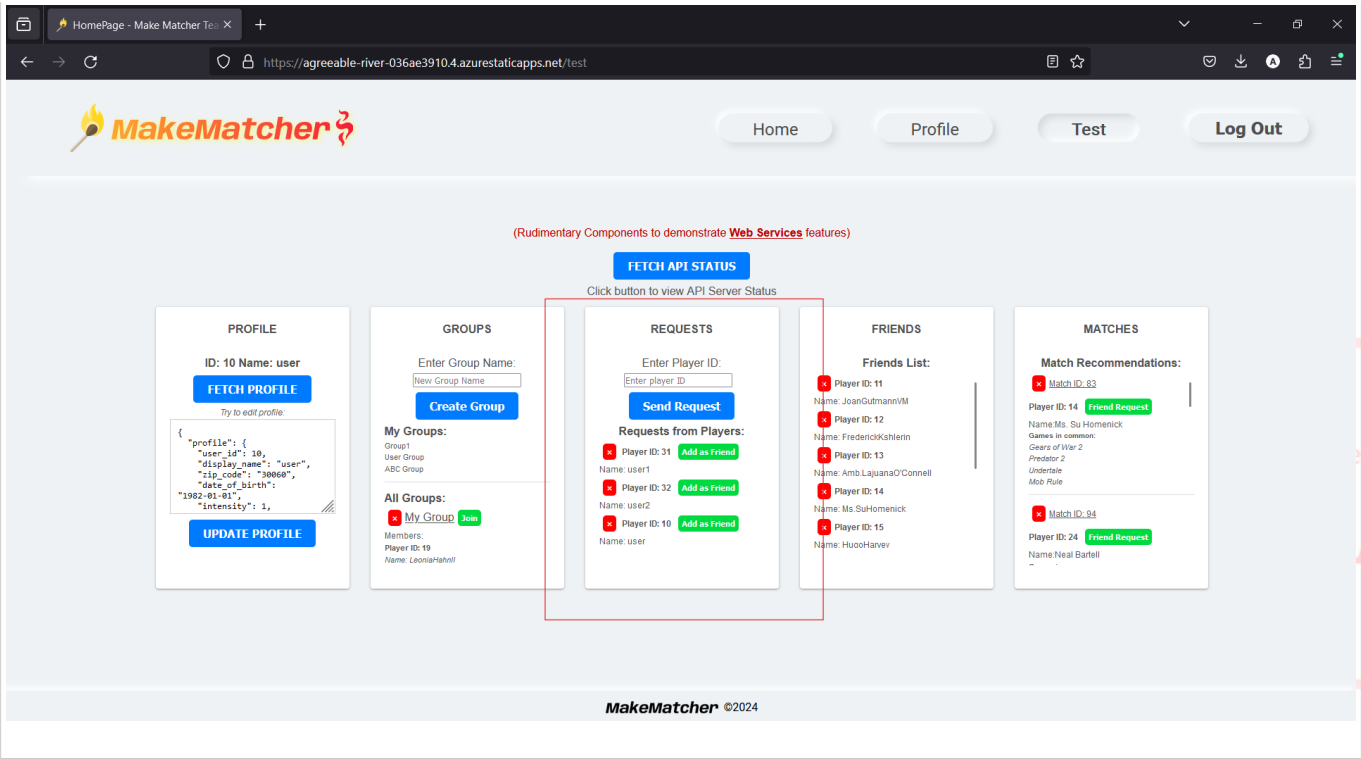 HomePage - Make Matcher Tea
https://agreeable-river-036ae3910.4.azurestaticapps.net/test
MakeMatcher
Home
Profile
Test
Log Out
(Rudimentary Components to demonstrate Web Services features)
FETCH API STATUS
Click button to view API Server Status
PROFILE
ID: 10 Name: user
FETCH PROFILE
Try to edit profile:
{
"profile": {
"user_id": 10,
"display_name": "user",
"zip_code": "30060",
"date_of_birth":
"1982-01-01",
"intensity": 1,
UPDATE PROFILE
GROUPS
Enter Group Name:
New Group Name
Create Group
My Groups:
Group1
User Group
ABC Group
All Groups:
x My Group Join
Members:
Player ID: 19
Name: LeoniaHahnII
REQUESTS
Enter Player ID:
Enter player ID
Send Request
Requests from Players:
x Player ID: 31 Add as Friend
Name: user1
x Player ID: 32 Add as Friend
Name: user2
x Player ID: 10 Add as Friend
Name: user
FRIENDS
Friends List:
x Player ID: 11
Name: JoanGutmannVM
x Player ID: 12
Name: FrederickKshlerin
x Player ID: 13
Name: Amb.LajuanaO'Connell
x Player ID: 14
Name: Ms.SuHomenick
x Player ID: 15
Name: HugoHarvey
MATCHES
Match Recommendations:
x Match ID: 83
Player ID: 14 Friend Request
Name:Ms. Su Homenick
Games in common:
Gears of War 2
Predator 2
Undertale
Mob Rule
x Match ID: 94
Player ID: 24 Friend Request
Name:Neal Bartell
MakeMatcher ©2024